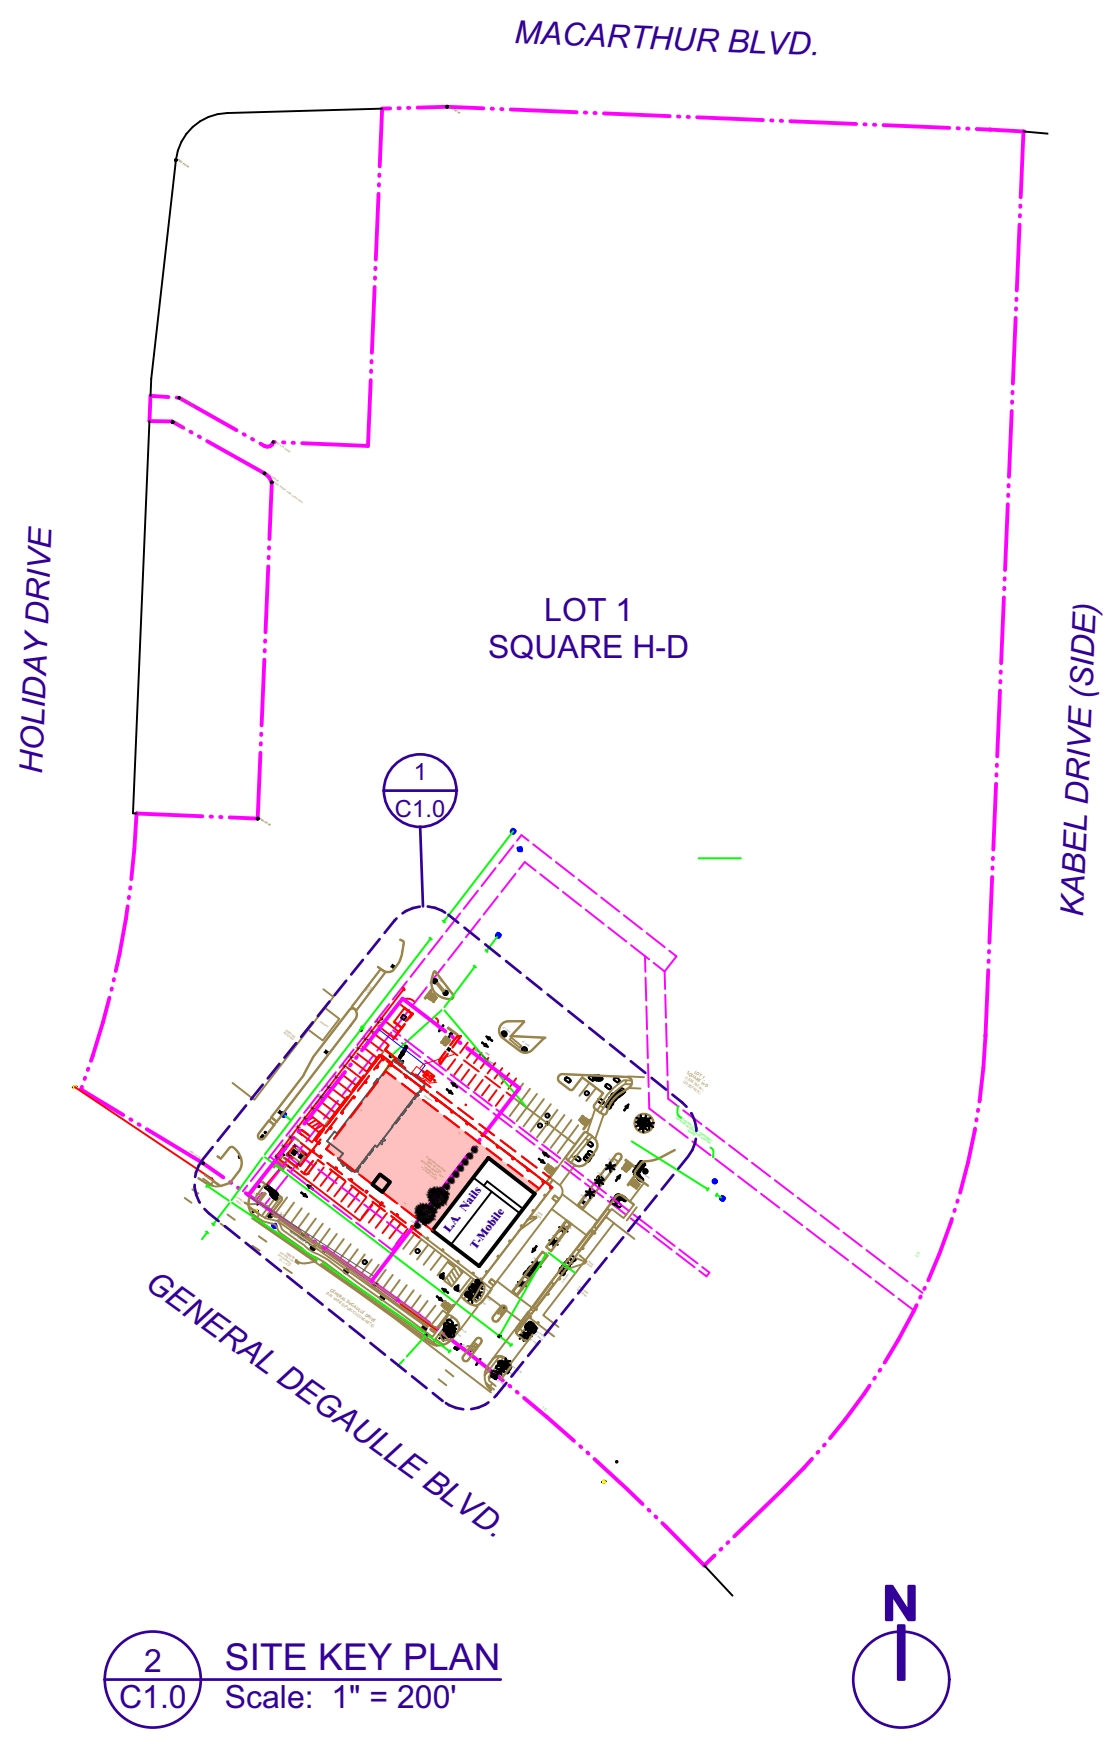 MACARTHUR BLVD.
HOLIDAY DRIVE
LOT 1
SQUARE H-D
KABEL DRIVE (SIDE)
1
C1.0
L.A. Nails
T-Mobile
GENERAL DEGAULLE BLVD.
N
2
C1.0
SITE KEY PLAN
Scale: 1" = 200'